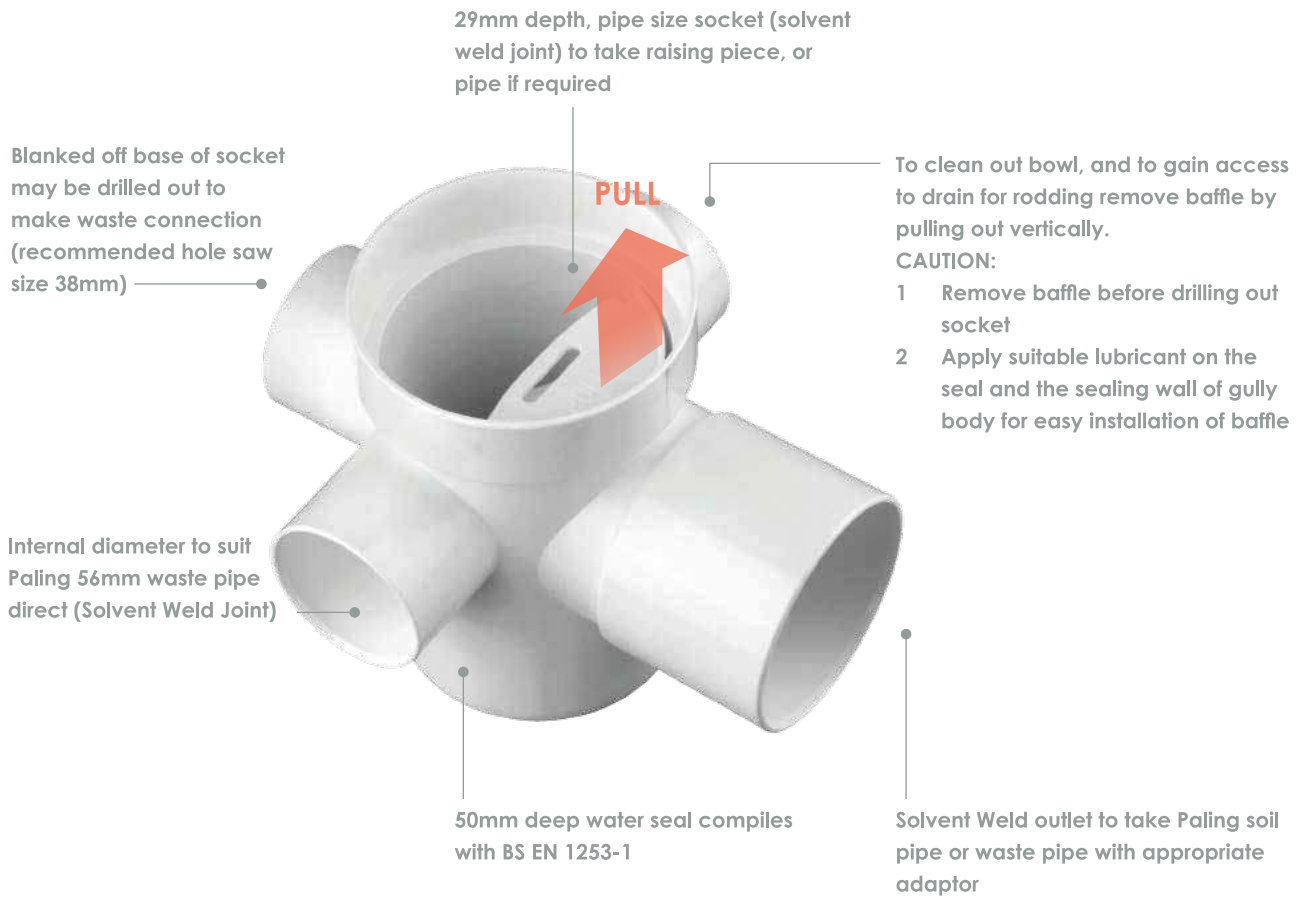 29mm depth, pipe size socket (solvent
weld joint) to take raising piece, or
pipe if required
Blanked off base of socket
may be drilled out to
make waste connection
(recommended hole saw
size 38mm)
PULL
To clean out bowl, and to gain access
to drain for rodding remove baffle by
pulling out vertically.
CAUTION:
1 Remove baffle before drilling out
socket
2 Apply suitable lubricant on the
seal and the sealing wall of gully
body for easy installation of baffle
Internal diameter to suit
Paling 56mm waste pipe
direct (Solvent Weld Joint)
50mm deep water seal compiles
with BS EN 1253-1
Solvent Weld outlet to take Paling soil
pipe or waste pipe with appropriate
adaptor